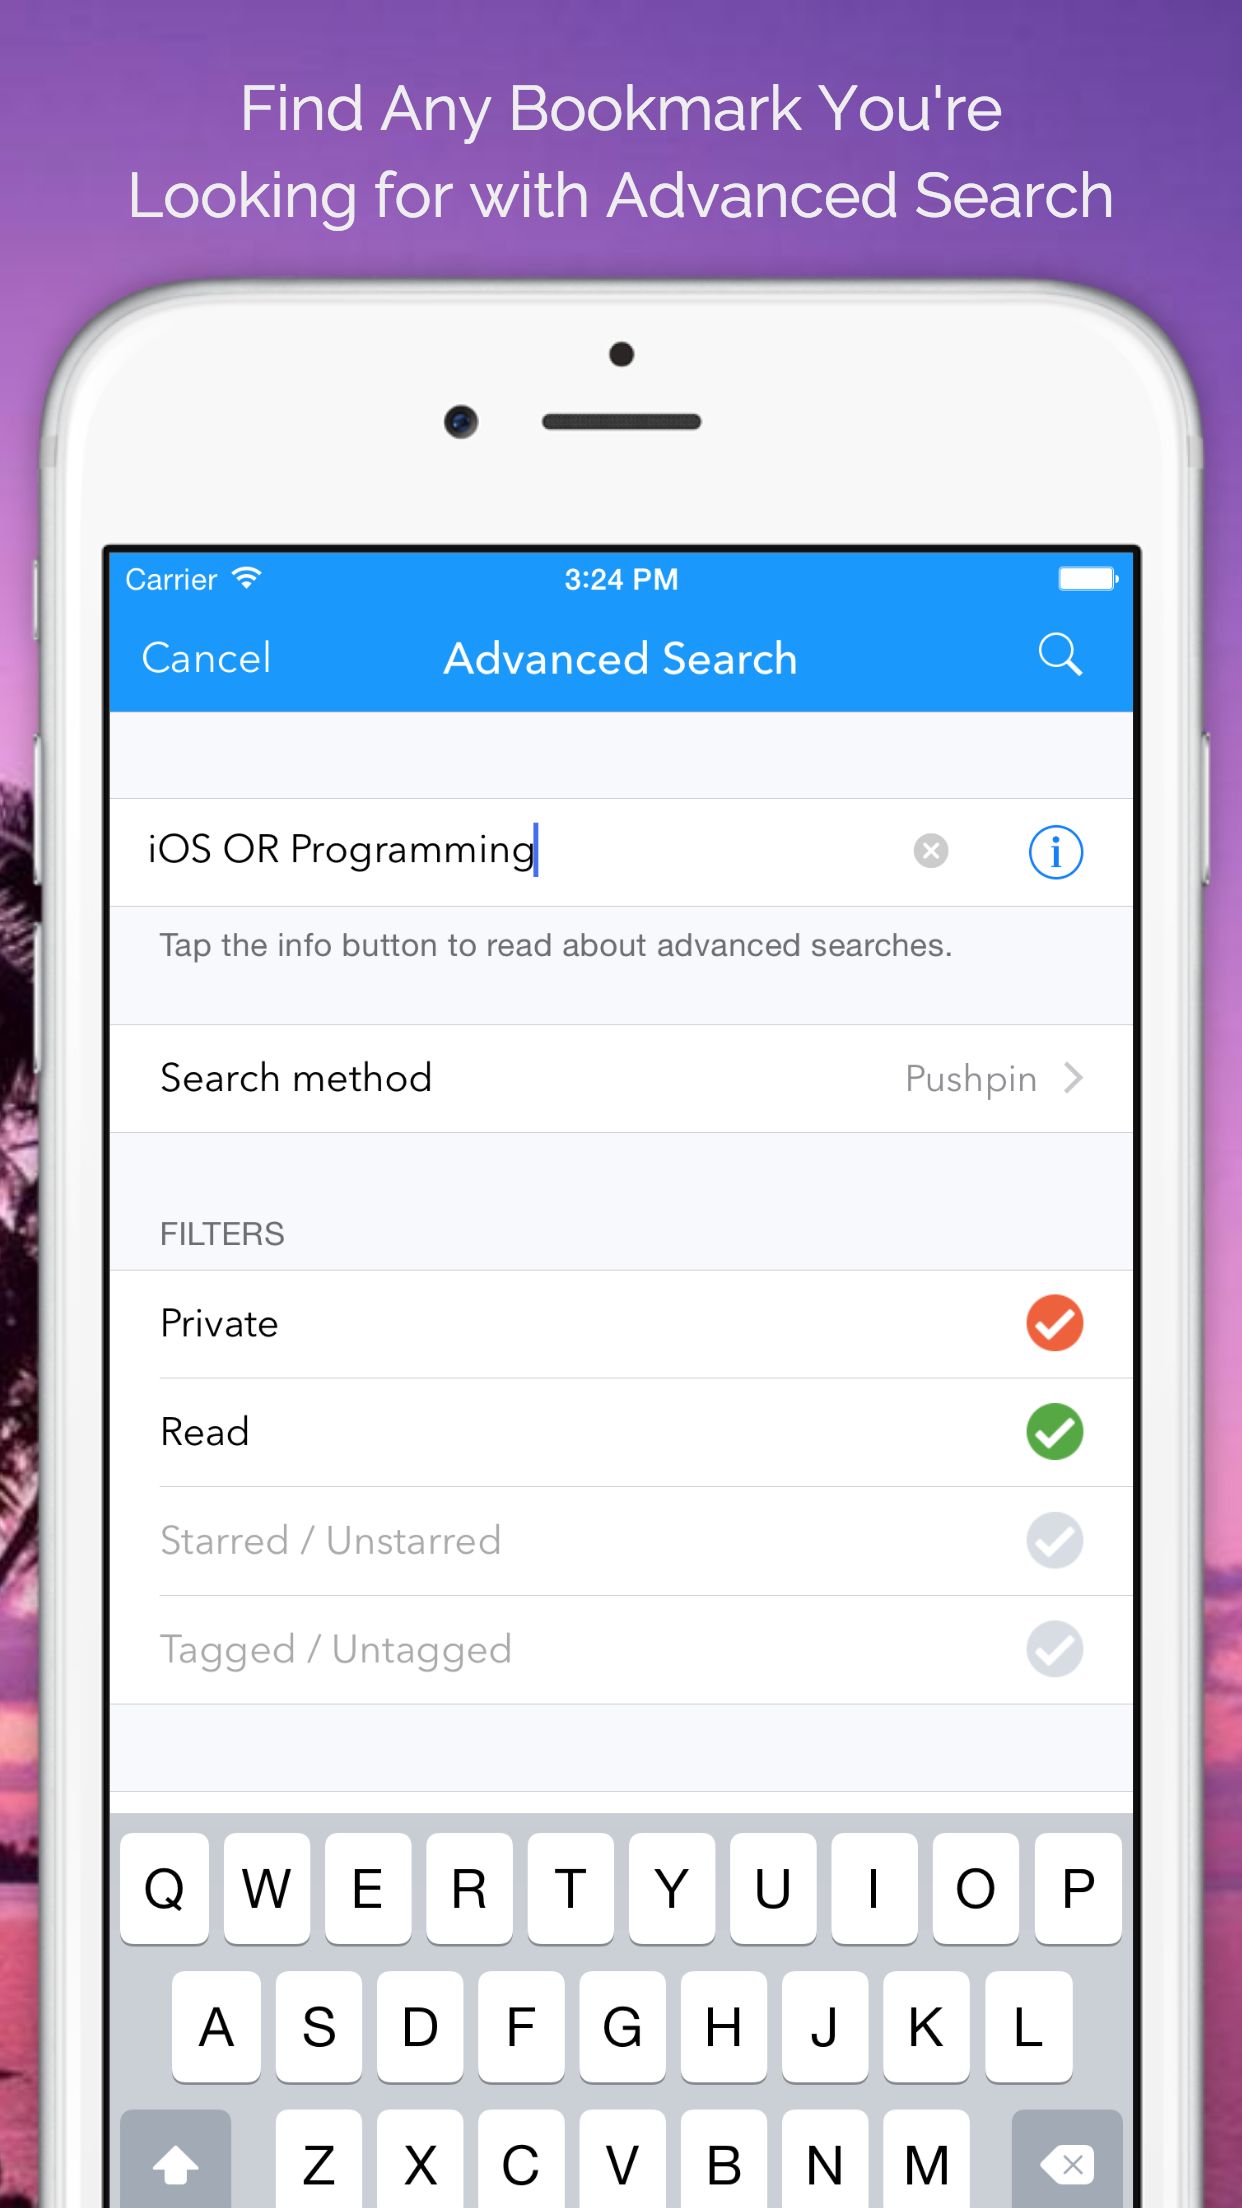 Find Any Bookmark You're
Looking for with Advanced Search
Carrier 3:24 PM
Cancel Advanced Search
iOS OR Programming
Tap the info button to read about advanced searches.
Search method Pushpin
FILTERS
Private
Read
Starred / Unstarred
Tagged / Untagged
Q W E R T Y U I O P
A S D F G H J K L
Z X C V B N M